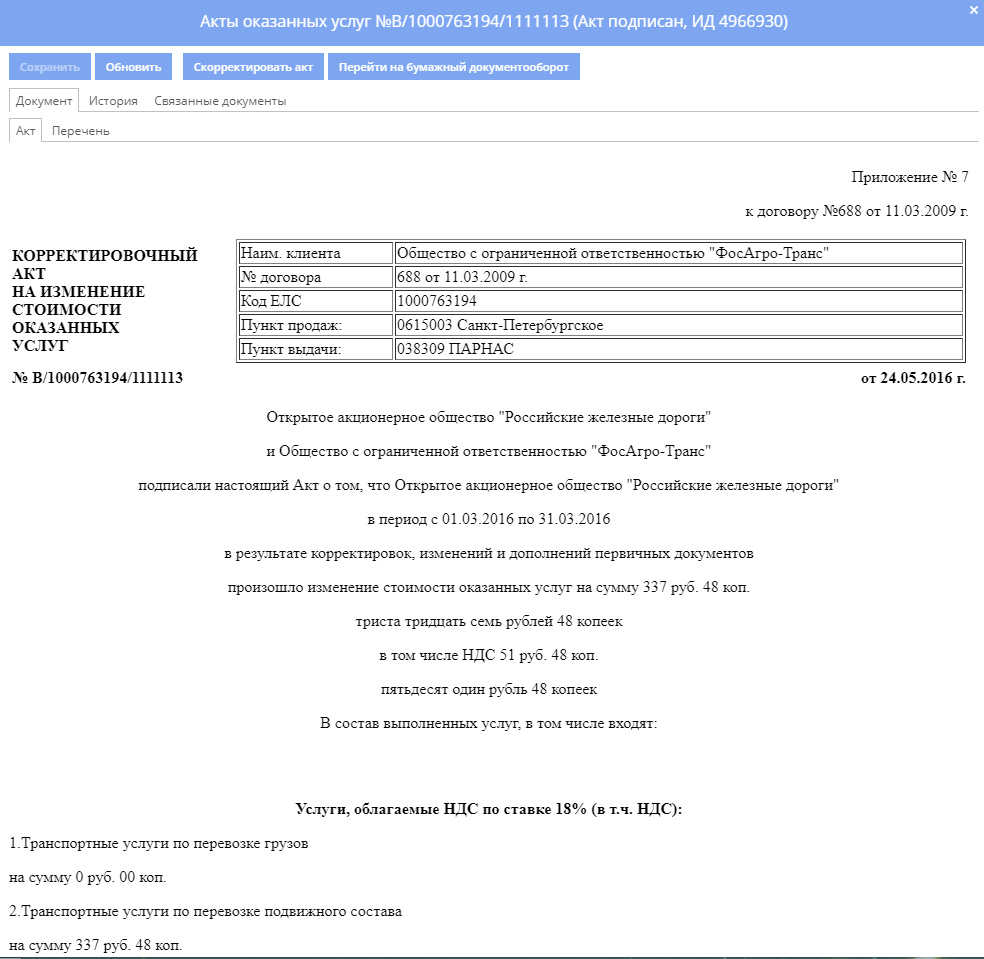 Акты оказанных услуг №В/1000763194/1111113 (Акт подписан, ИД 4966930)
×
Сохранить Обновить Скорректировать акт Перейти на бумажный документооборот
Документ История Связанные документы
Акт Перечень
Приложение № 7
к договору №688 от 11.03.2009 г.
КОРРЕКТИРОВОЧНЫЙ
АКТ
НА ИЗМЕНЕНИЕ
СТОИМОСТИ
ОКАЗАННЫХ
УСЛУГ
Наим. клиента Общество с ограниченной ответственностью "ФосАгро-Транс"
№ договора 688 от 11.03.2009 г.
Код ЕЛС 1000763194
Пункт продаж: 0615003 Санкт-Петербургское
Пункт выдачи: 038309 ПАРНАС
№ В/1000763194/1111113 от 24.05.2016 г.
Открытое акционерное общество "Российские железные дороги"
и Общество с ограниченной ответственностью "ФосАгро-Транс"
подписали настоящий Акт о том, что Открытое акционерное общество "Российские железные дороги"
в период с 01.03.2016 по 31.03.2016
в результате корректировок, изменений и дополнений первичных документов
произошло изменение стоимости оказанных услуг на сумму 337 руб. 48 коп.
триста тридцать семь рублей 48 копеек
в том числе НДС 51 руб. 48 коп.
пятьдесят один рубль 48 копеек
В состав выполненных услуг, в том числе входят:
Услуги, облагаемые НДС по ставке 18% (в т.ч. НДС):
1.Транспортные услуги по перевозке грузов
на сумму 0 руб. 00 коп.
2.Транспортные услуги по перевозке подвижного состава
на сумму 337 руб. 48 коп.